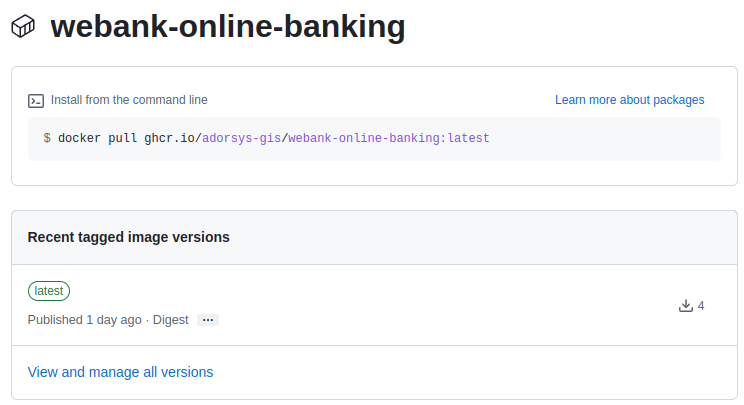 webank-online-banking
Install from the command line
Learn more about packages
$ docker pull ghcr.io/adorsys-gis/webank-online-banking:latest
Recent tagged image versions
latest
Published 1 day ago · Digest ...
4
View and manage all versions